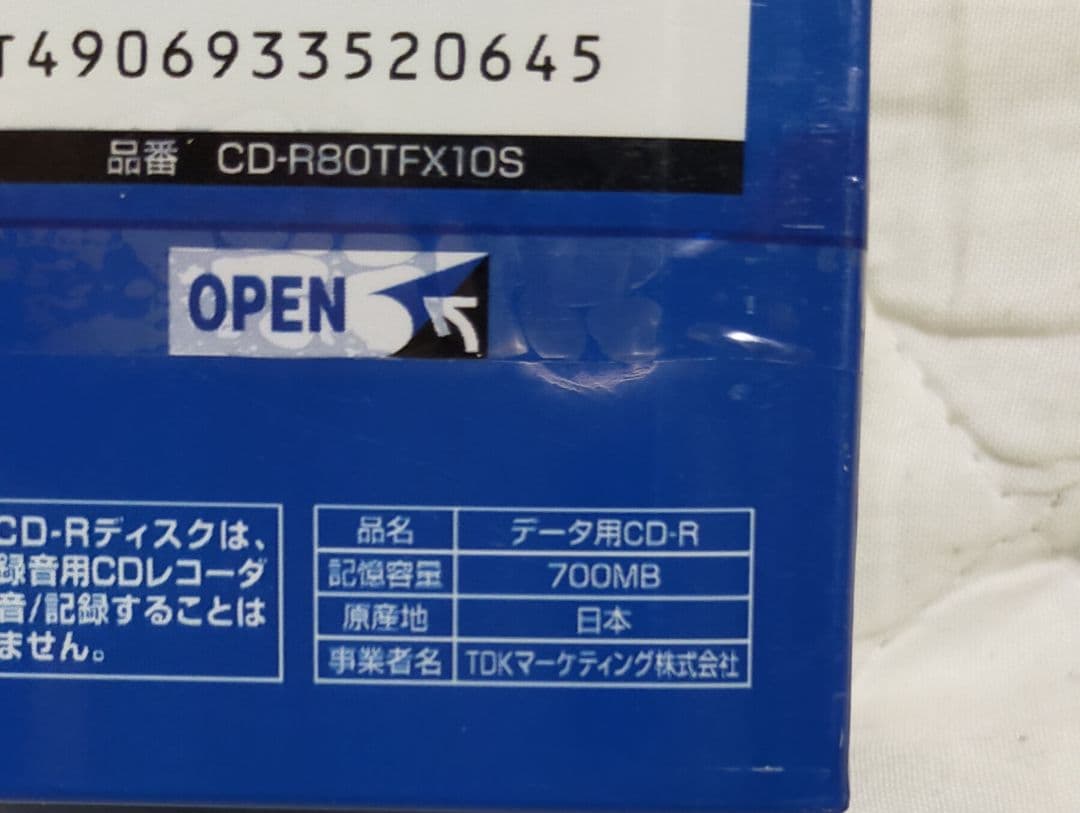 T4906933520645
品番 CD-R80TFX10S
OPEN
CD-Rディスクは、
録音用CDレコーダ
音/記録することは
ません。
品名 データ用CD-R
記憶容量 700MB
原産地 日本
事業者名 TDKマーケティング株式会社